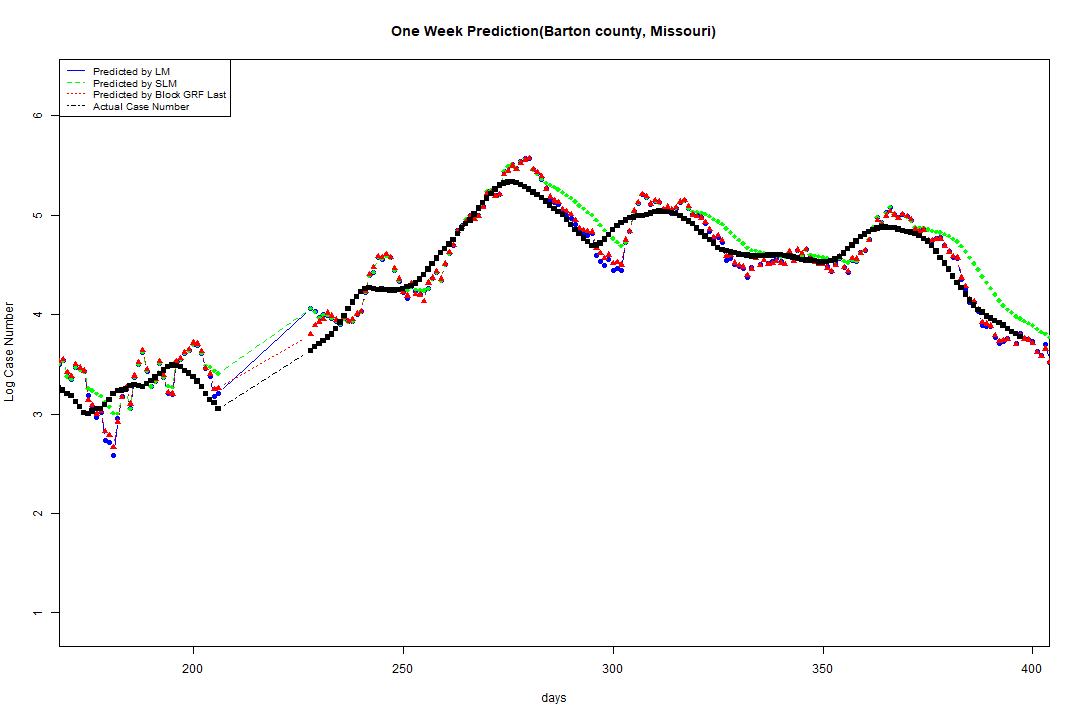 One Week Prediction(Barton county, Missouri)
Predicted by LM
Predicted by SLM
Predicted by Block GRF Last
Actual Case Number
6
5
4
3
2
1
Log Case Number
200 250 300 350 400
days